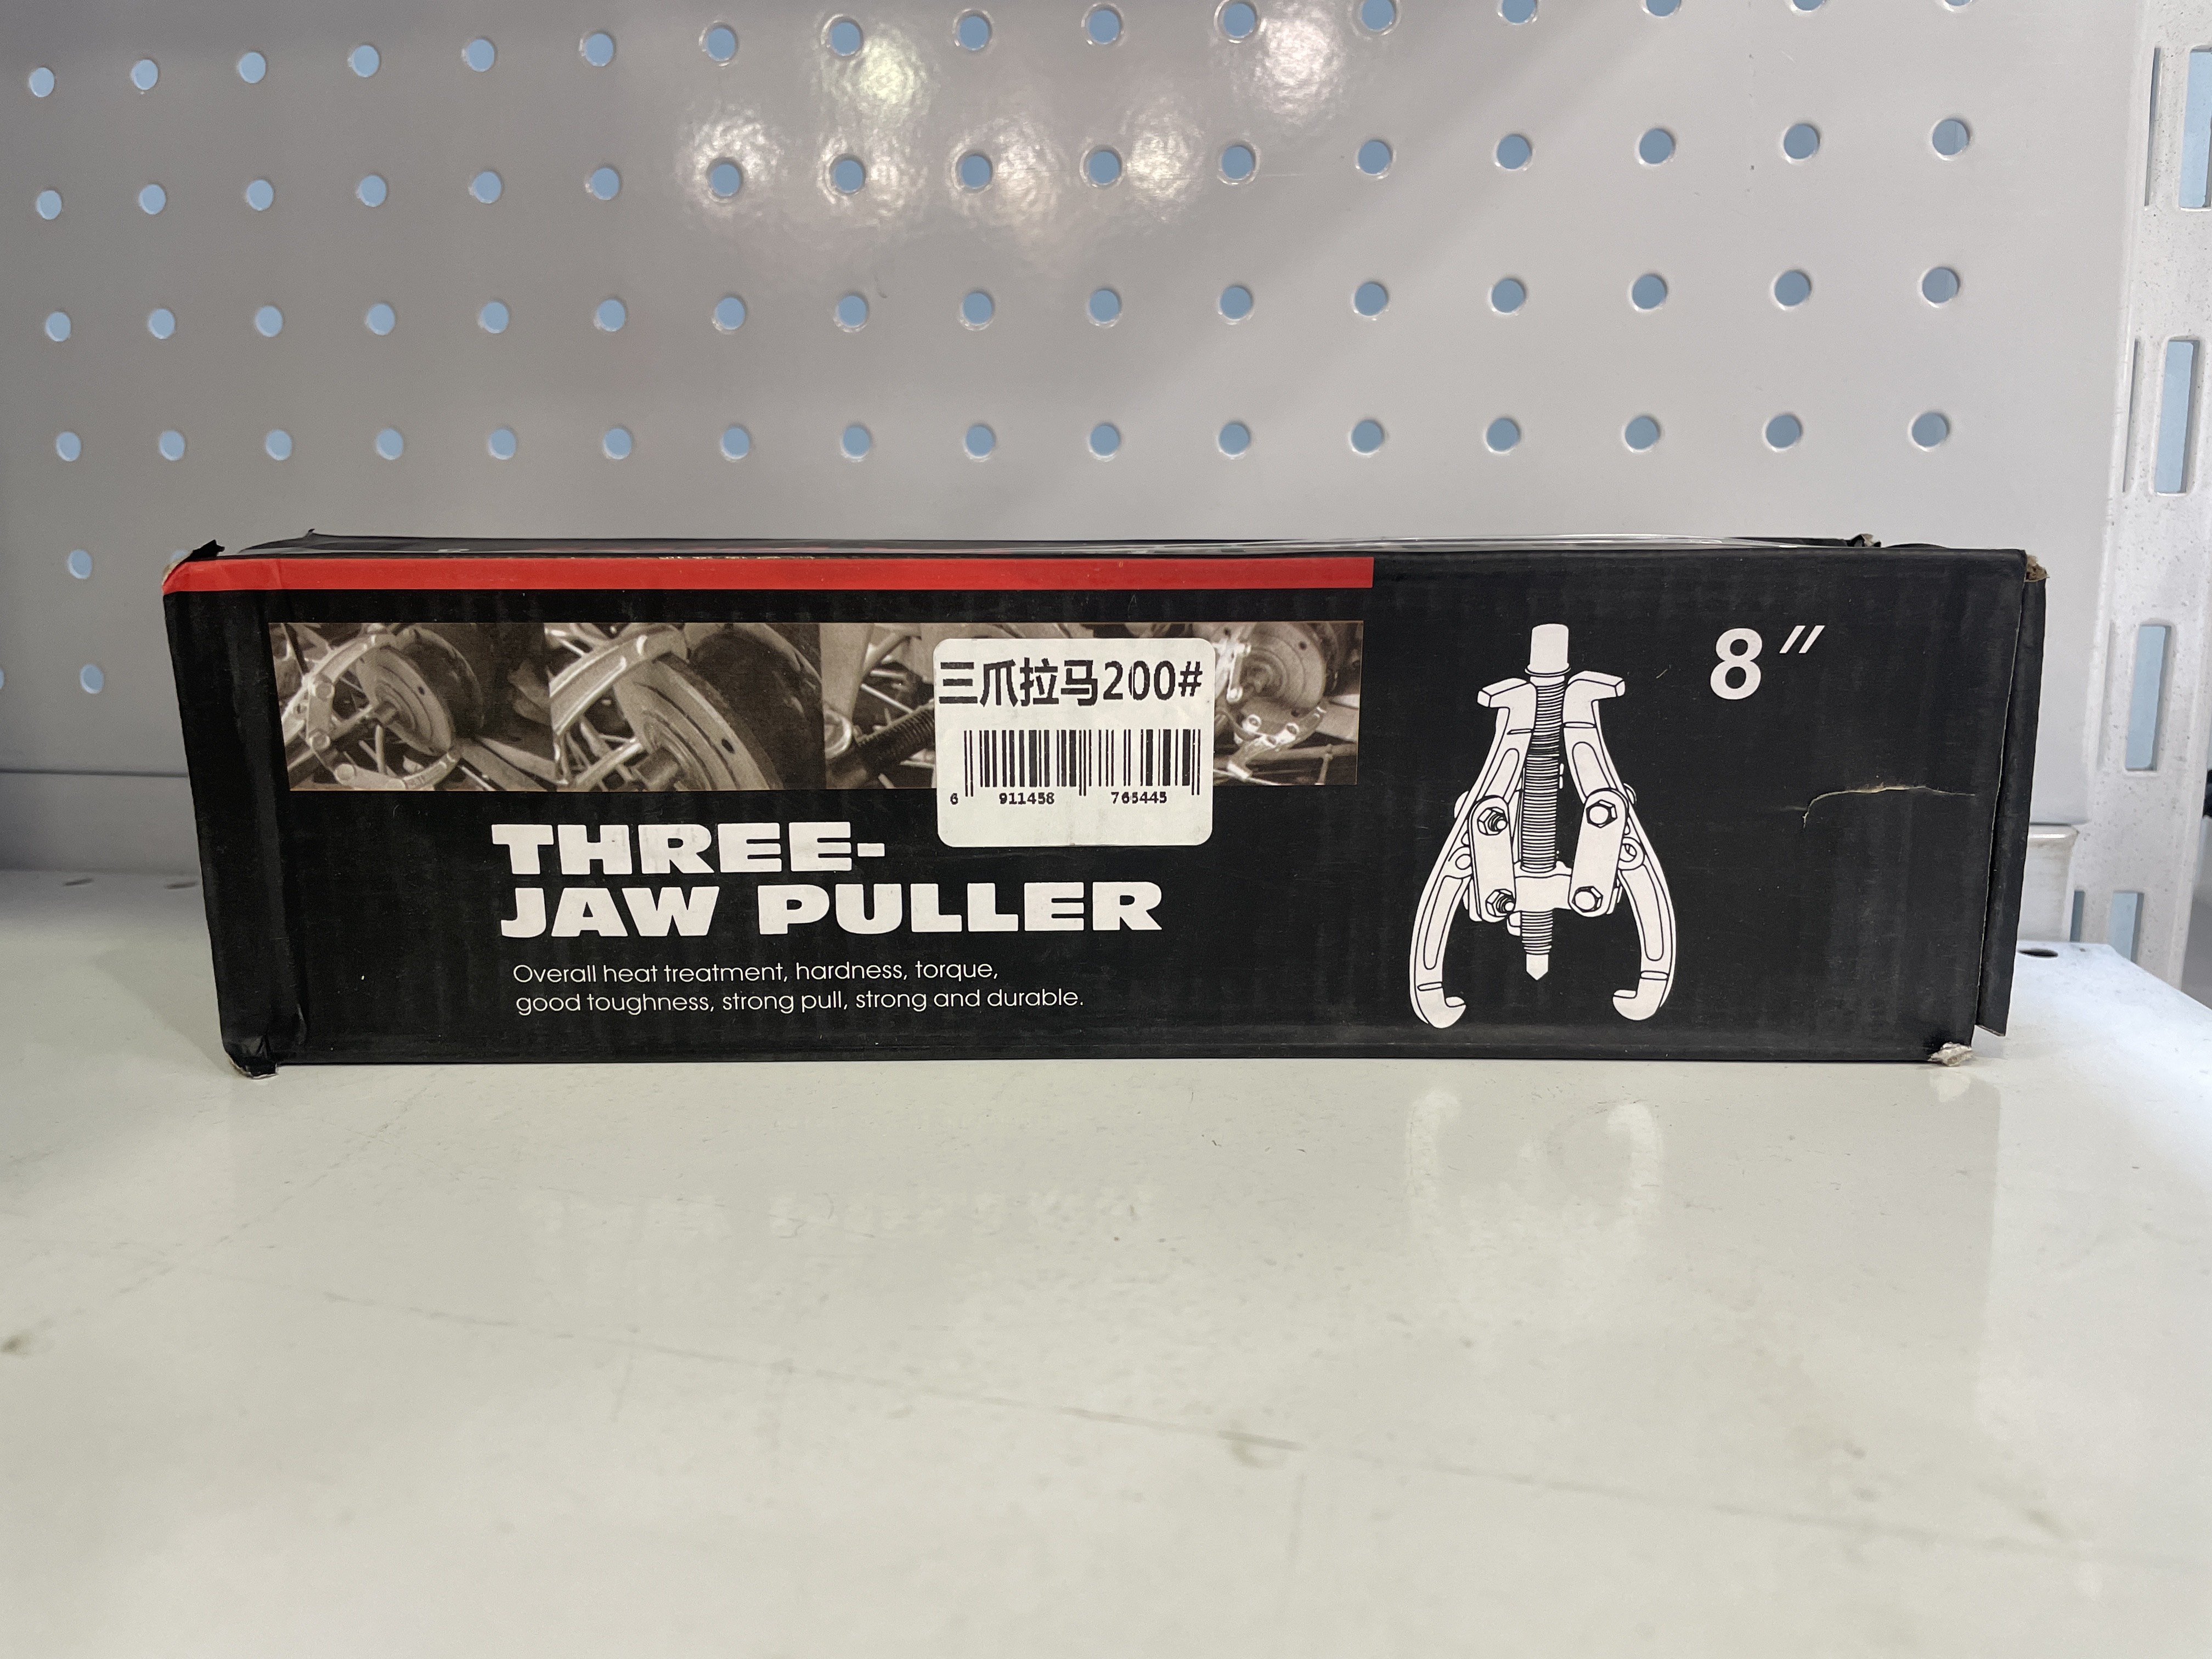 三爪拉马200#
6 911458 765445
8"
THREE-
JAW PULLER
Overall heat treatment, hardness, torque,
good toughness, strong pull, strong and durable.